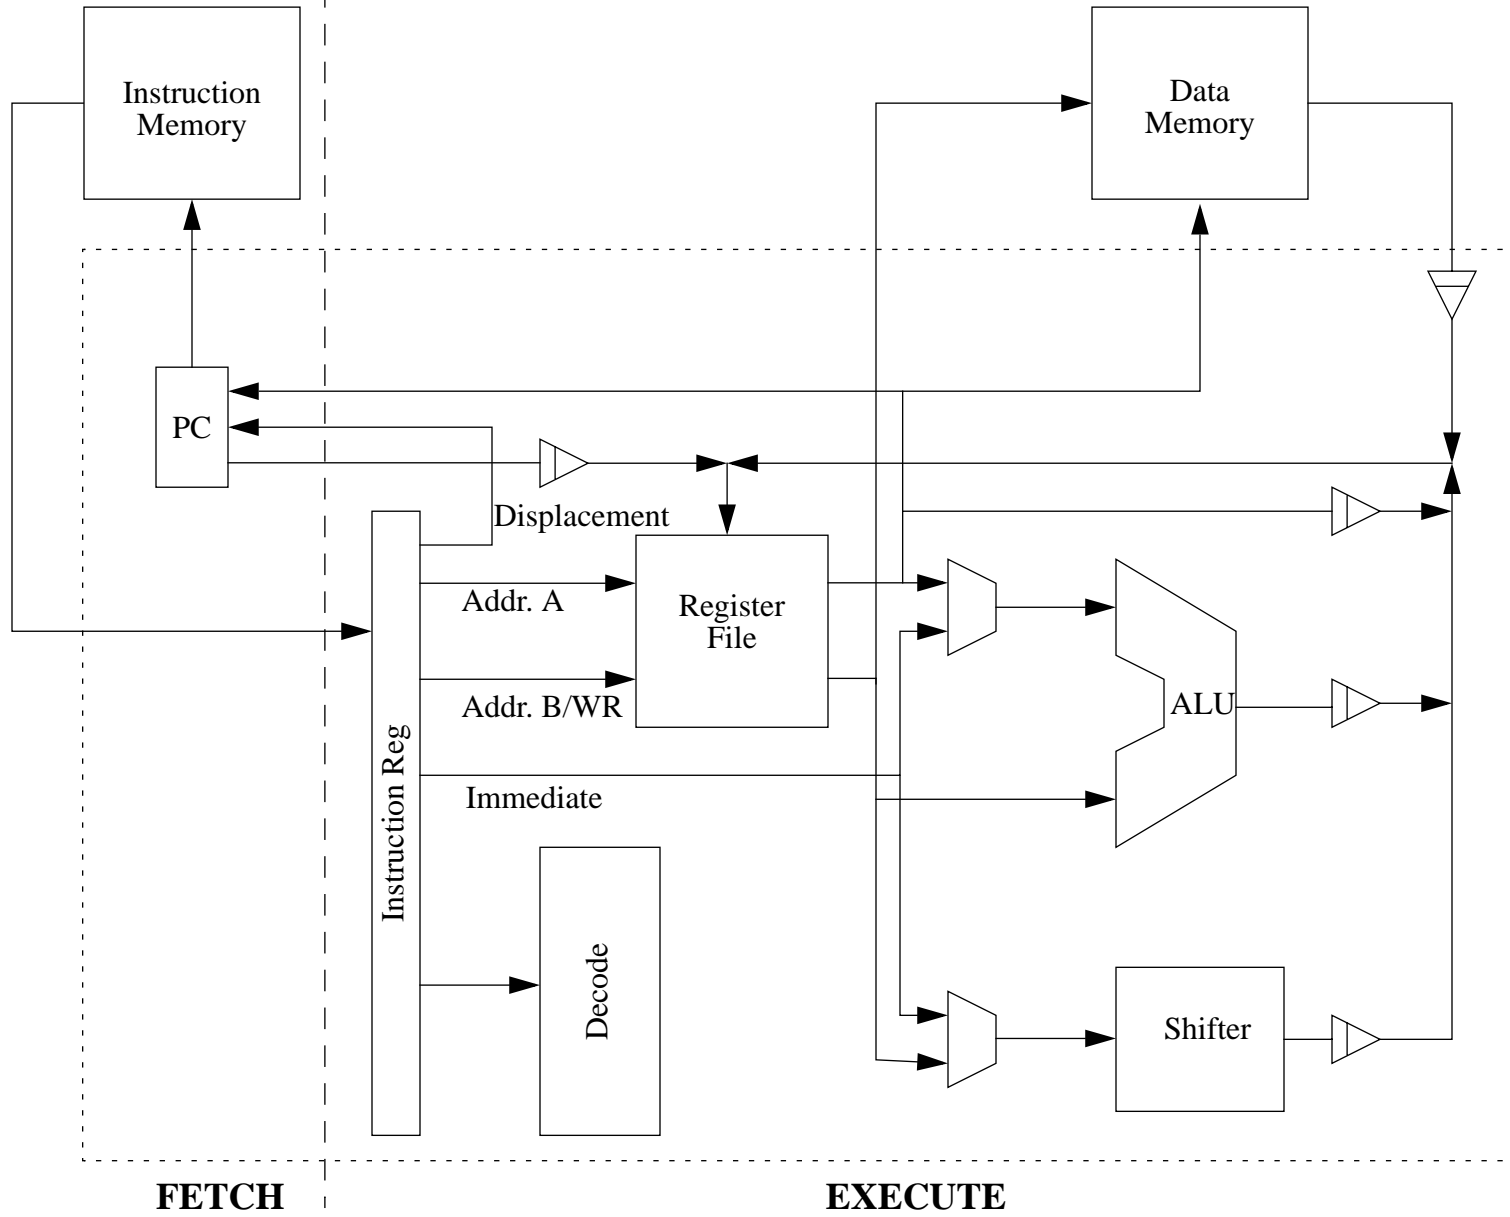 Instruction
Memory
Data
Memory
PC
Displacement
Addr. A
Register
File
Addr. B/WR
ALU
Instruction Reg
Immediate
Decode
Shifter
FETCH
EXECUTE